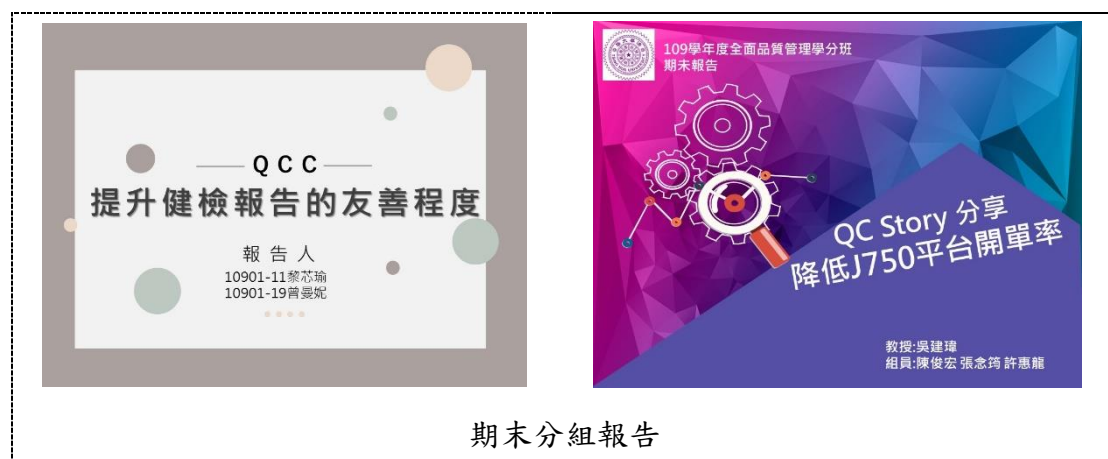 QCC
提升健檢報告的友善程度
報告人
10901-11黎芯瑜
10901-19曾曼妮
109學年度全面品質管理學分班
期末報告
QC Story 分享
降低J750平台開單率
教授:吳建瑋
組員:陳俊宏 張念筠 許惠龍
期末分組報告